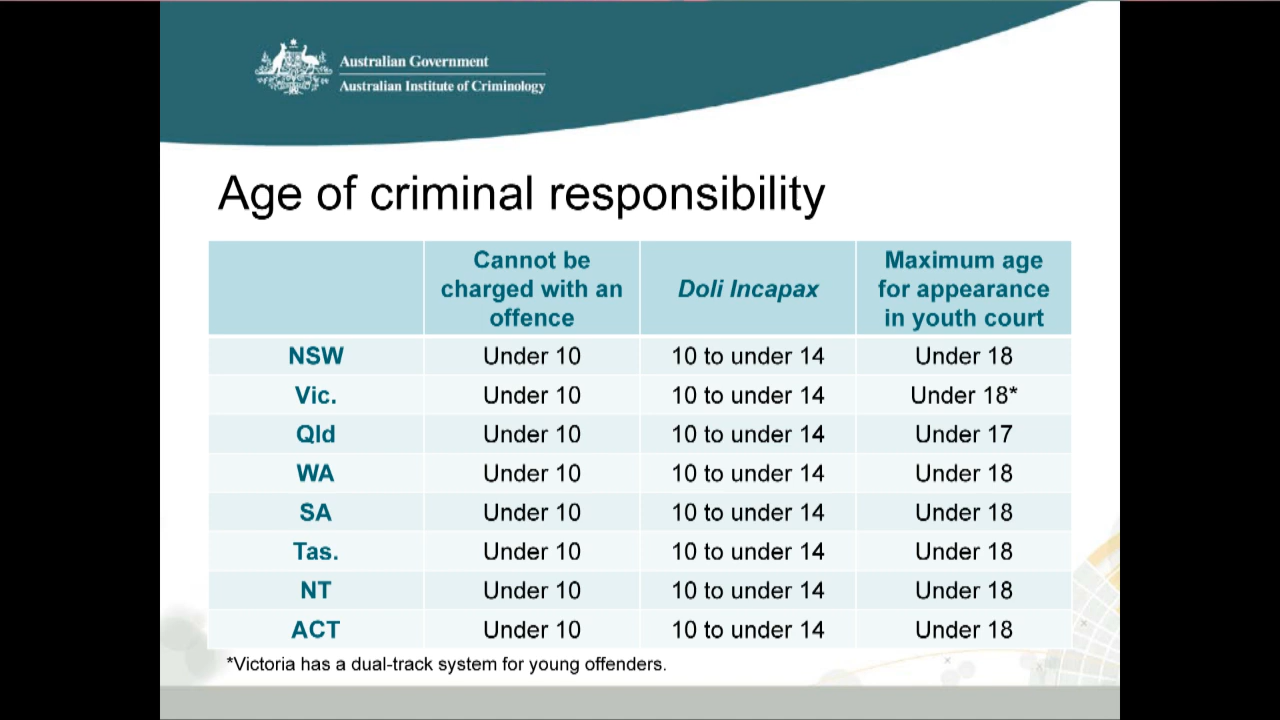 Australian Government
Australian Institute of Criminology
Age of criminal responsibility
Cannot be charged with an offence Doli Incapax Maximum age for appearance in youth court
NSW Under 10 10 to under 14 Under 18
Vic. Under 10 10 to under 14 Under 18*
Qld Under 10 10 to under 14 Under 17
WA Under 10 10 to under 14 Under 18
SA Under 10 10 to under 14 Under 18
Tas. Under 10 10 to under 14 Under 18
NT Under 10 10 to under 14 Under 18
ACT Under 10 10 to under 14 Under 18
*Victoria has a dual-track system for young offenders.